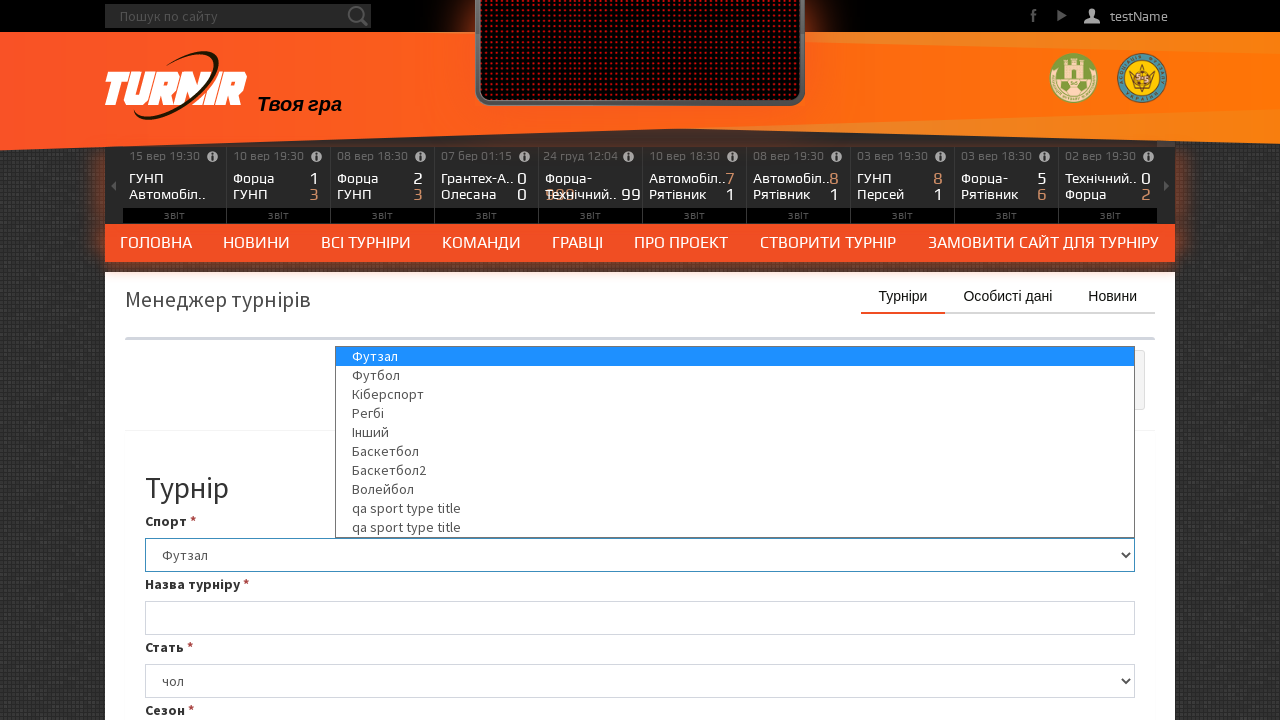 Пошук по сайту
testName
TURNIR
Твоя гра
15 вер 19:30 10 вер 19:30 08 вер 18:30 07 бер 01:15 24 груд 12:04 10 вер 18:30 08 вер 19:30 03 вер 19:30 03 вер 18:30 02 вер 19:30
ГУНП Форца 1 Форца 2 Грантех-А.. 0 Форца- Автомобіл.. 7 Автомобіл.. 8 ГУНП 8 Форца- 5 Технічний.. 0
Автомобіл.. ГУНП 3 ГУНП 3 Олесана 0 Технічний.. 99 Рятівник 1 Рятівник 1 Персей 1 Рятівник 6 Форца 2
звіт звіт звіт звіт звіт звіт звіт звіт звіт звіт
ГОЛОВНА НОВИНИ ВСІ ТУРНІРИ КОМАНДИ ГРАВЦІ ПРО ПРОЕКТ СТВОРИТИ ТУРНІР ЗАМОВИТИ САЙТ ДЛЯ ТУРНІРУ
Менеджер турнірів
Турніри Особисті дані Новини
Футзал
Футбол
Кіберспорт
Регбі
Інший
Баскетбол
Баскетбол2
Волейбол
qa sport type title
qa sport type title
Турнір
Спорт *
Футзал
Назва турніру *
Стать *
чол
Сезон *